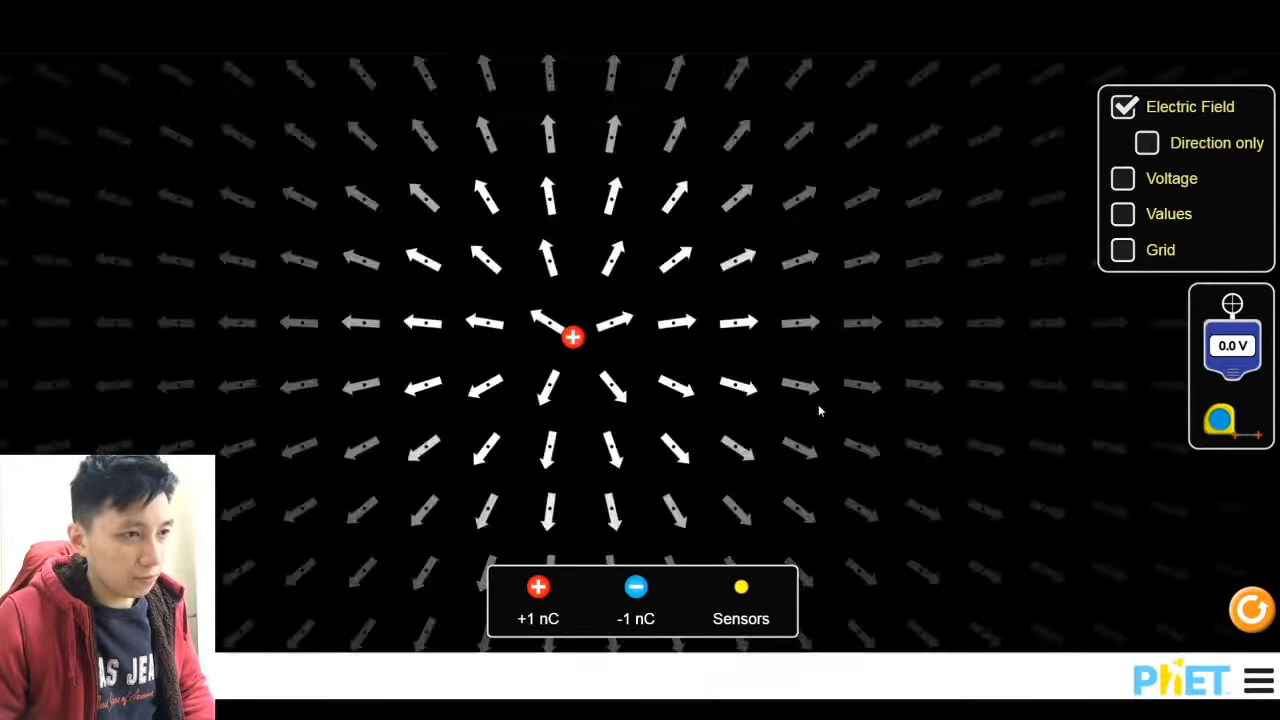 Electric Field
Direction only
Voltage
Values
Grid
0.0 V
+1 nC
-1 nC
Sensors
PhET